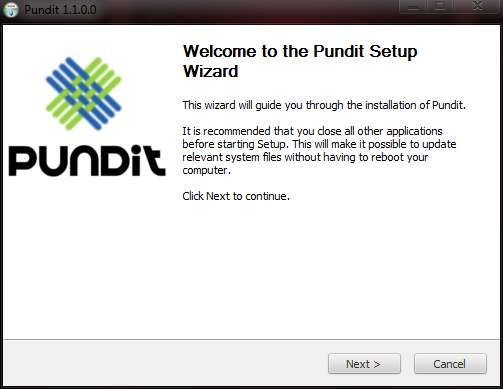 Pundit 1.1.0.0
Welcome to the Pundit Setup
Wizard
This wizard will guide you through the installation of Pundit.
It is recommended that you close all other applications
before starting Setup. This will make it possible to update
relevant system files without having to reboot your
computer.
Click Next to continue.
PUNDit
Next >
Cancel